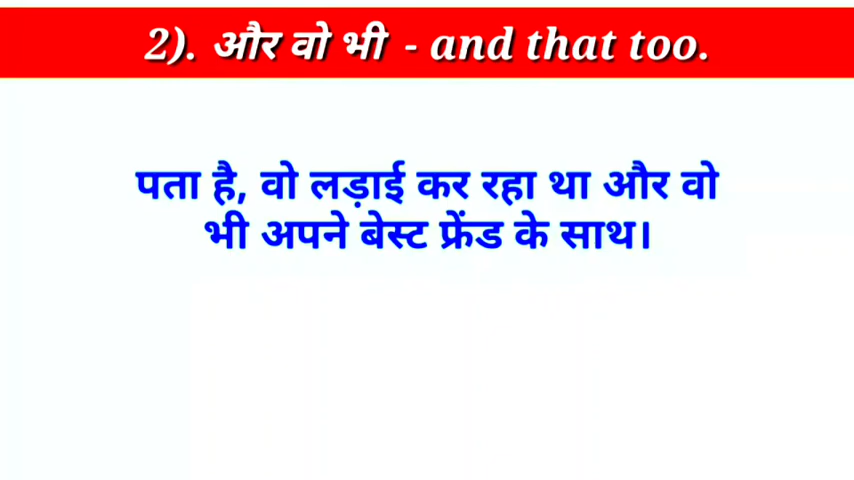 2). और वो भी - and that too.
पता है, वो लड़ाई कर रहा था और वो
भी अपने बेस्ट फ्रेंड के साथ।